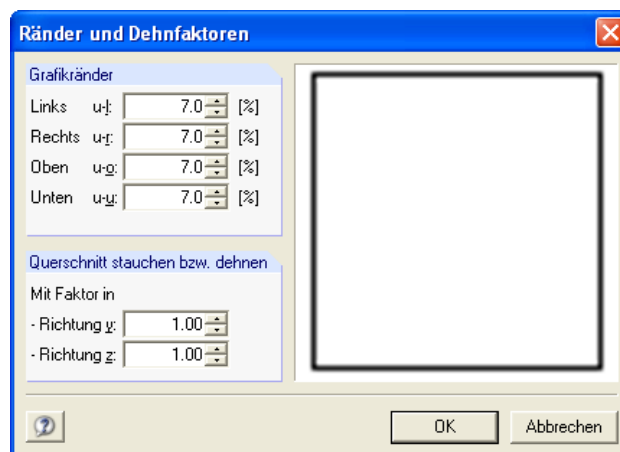 Ränder und Dehnfaktoren
Grafikränder
Links u-l: 7.0 [%]
Rechts u-r: 7.0 [%]
Oben u-o: 7.0 [%]
Unten u-u: 7.0 [%]
Querschnitt stauchen bzw. dehnen
Mit Faktor in
- Richtung y: 1.00
- Richtung z: 1.00
OK Abbrechen